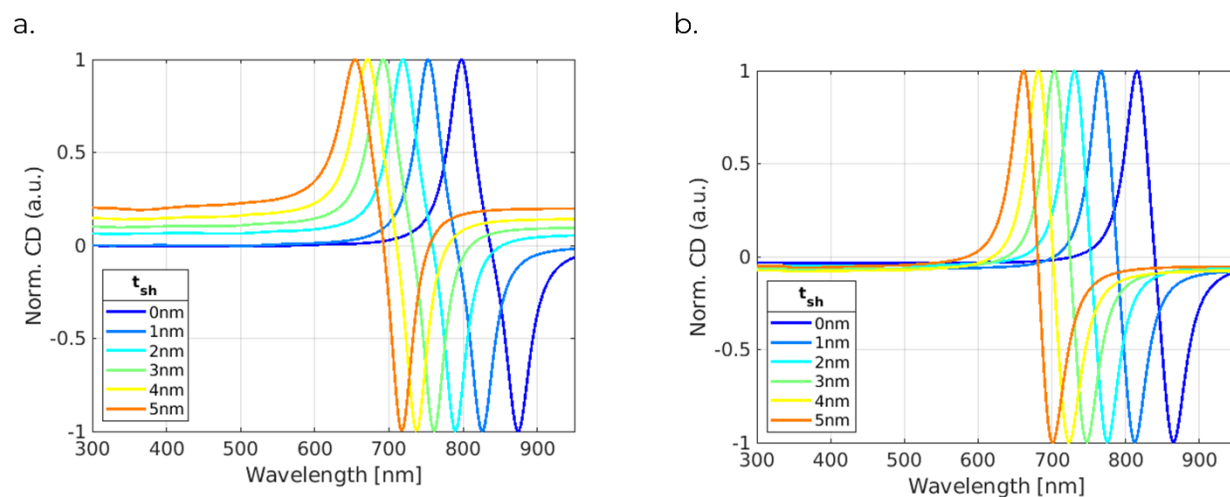 a.
b.
1
0.5
0
-0.5
-1
Norm. CD (a.u.)
t_sh
0nm
1nm
2nm
3nm
4nm
5nm
300 400 500 600 700 800 900
Wavelength [nm]
1
0.5
0
-0.5
-1
Norm. CD (a.u.)
t_sh
0nm
1nm
2nm
3nm
4nm
5nm
300 400 500 600 700 800 900
Wavelength [nm]